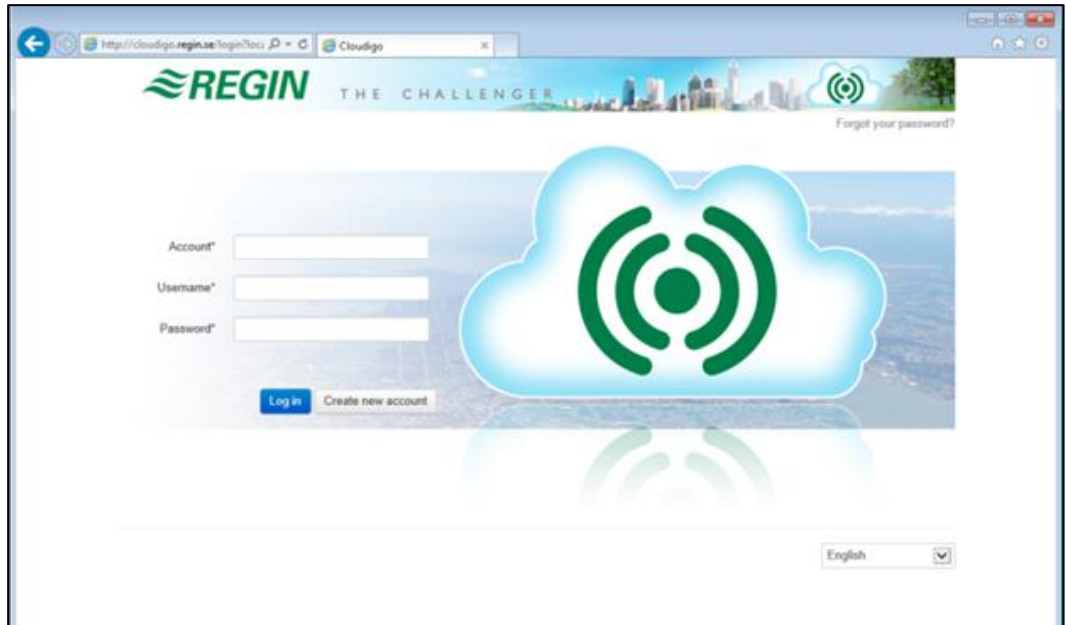 http://cloudigo.regin.se/login?loc
Cloudigo
REGIN THE CHALLENGER
Forgot your password?
Account*
Username*
Password*
Log in Create new account
English